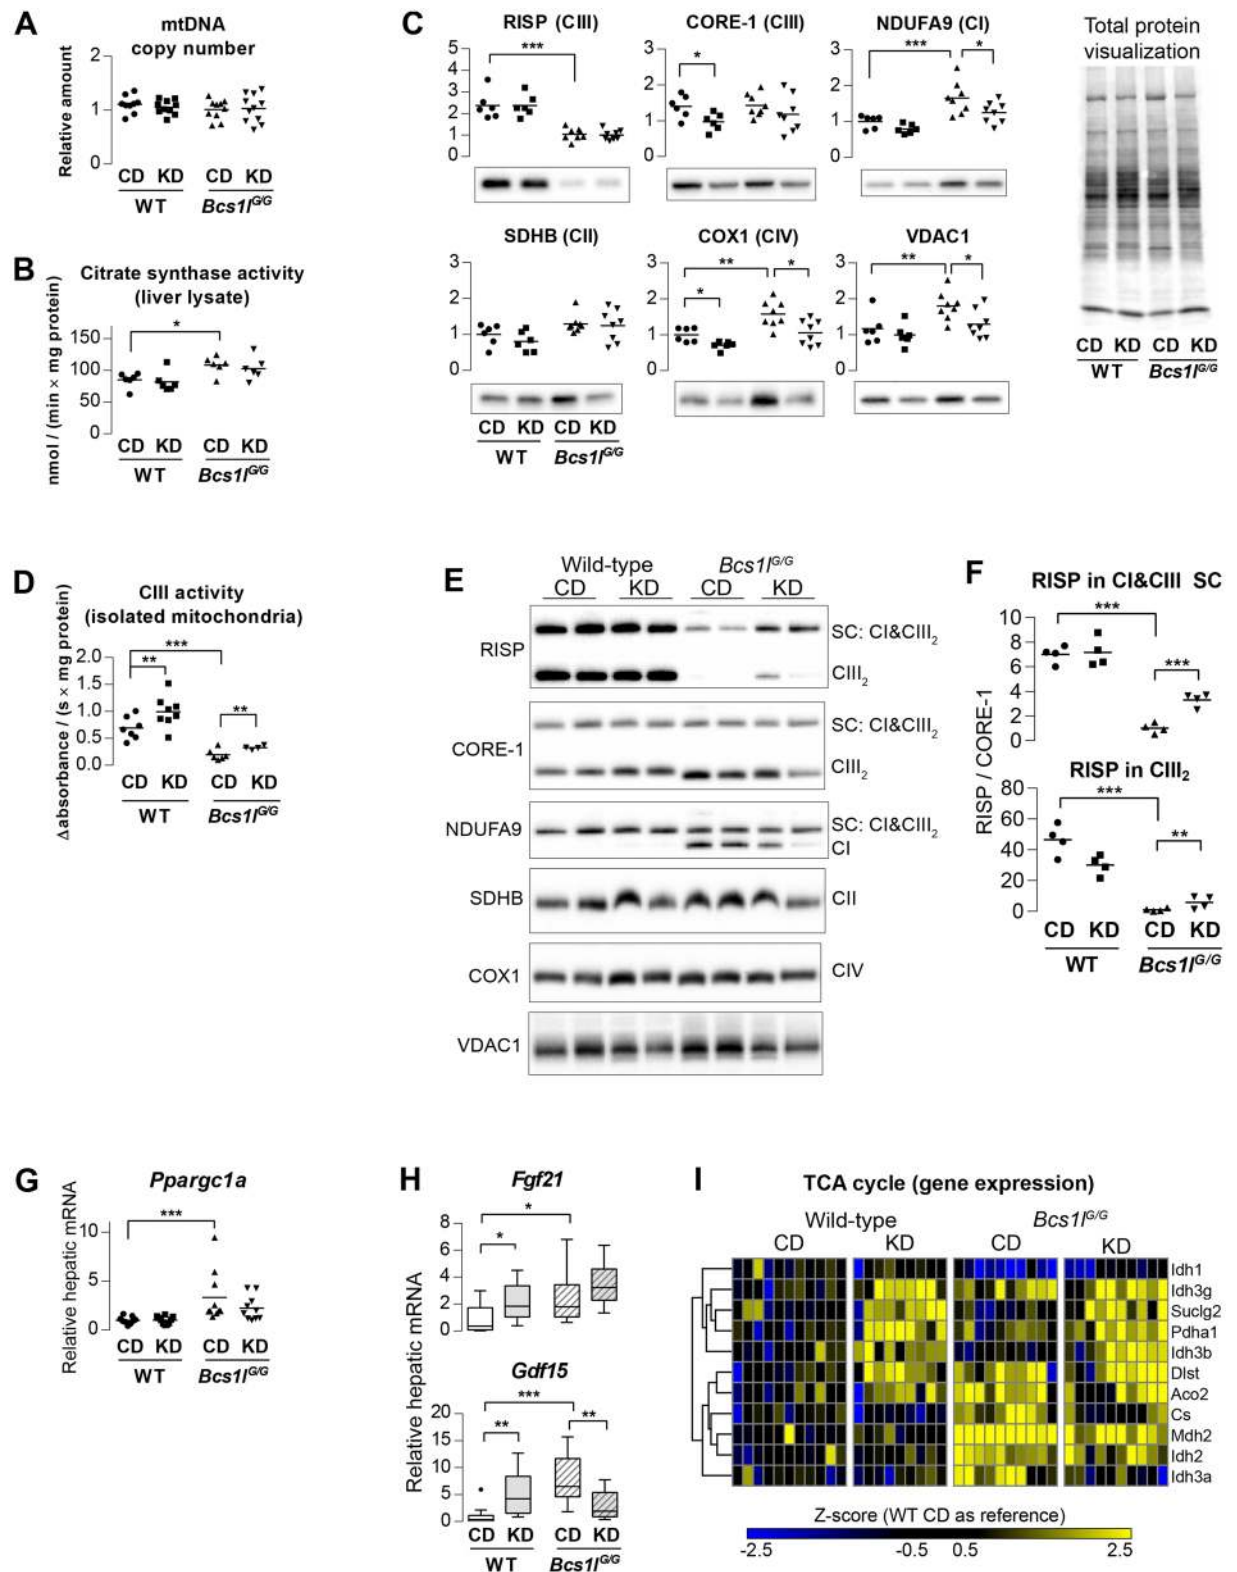 A
mtDNA
copy number
Relative amount
2
1
0
CD KD CD KD
WT Bcs1l^G/G
B
Citrate synthase activity
(liver lysate)
nmol / (min × mg protein)
*
150
100
50
0
CD KD CD KD
WT Bcs1l^G/G
C
RISP (CIII)
***
5
4
3
2
1
0
CORE-1 (CIII)
*
3
2
1
0
NDUFA9 (CI)
*** *
3
2
1
0
SDHB (CII)
3
2
1
0
CD KD CD KD
WT Bcs1l^G/G
COX1 (CIV)
** *
*
3
2
1
0
VDAC1
** *
3
2
1
0
Total protein
visualization
CD KD CD KD
WT Bcs1l^G/G
D
CIII activity
(isolated mitochondria)
Δabsorbance / (s × mg protein)
***
**
**
2.0
1.5
1.0
0.5
0.0
CD KD CD KD
WT Bcs1l^G/G
E
Wild-type Bcs1l^G/G
CD KD CD KD
RISP
SC: CI&CIII2
CIII2
CORE-1
SC: CI&CIII2
CIII2
NDUFA9
SC: CI&CIII2
CI
SDHB
CII
COX1
CIV
VDAC1
F
RISP in CI&CIII SC
RISP / CORE-1
***
***
10
8
6
4
2
0
RISP in CIII2
***
**
80
60
40
20
0
CD KD CD KD
WT Bcs1l^G/G
G
Ppargc1a
Relative hepatic mRNA
***
10
5
0
CD KD CD KD
WT Bcs1l^G/G
H
Fgf21
Relative hepatic mRNA
*
*
8
6
4
2
0
Gdf15
***
** **
20
15
10
5
0
CD KD CD KD
WT Bcs1l^G/G
I
TCA cycle (gene expression)
Wild-type Bcs1l^G/G
CD KD CD KD
Idh1
Idh3g
Suclg2
Pdha1
Idh3b
Dlst
Aco2
Cs
Mdh2
Idh2
Idh3a
Z-score (WT CD as reference)
-2.5 -0.5 0.5 2.5